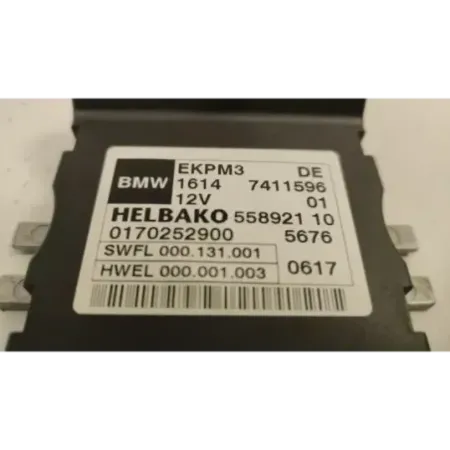 BMW EKPM3 DE
1614 7411596
12V 01
HELBAKO 558921 10
0170252900 5676
SWFL 000.131.001
HWEL 000.001.003 0617